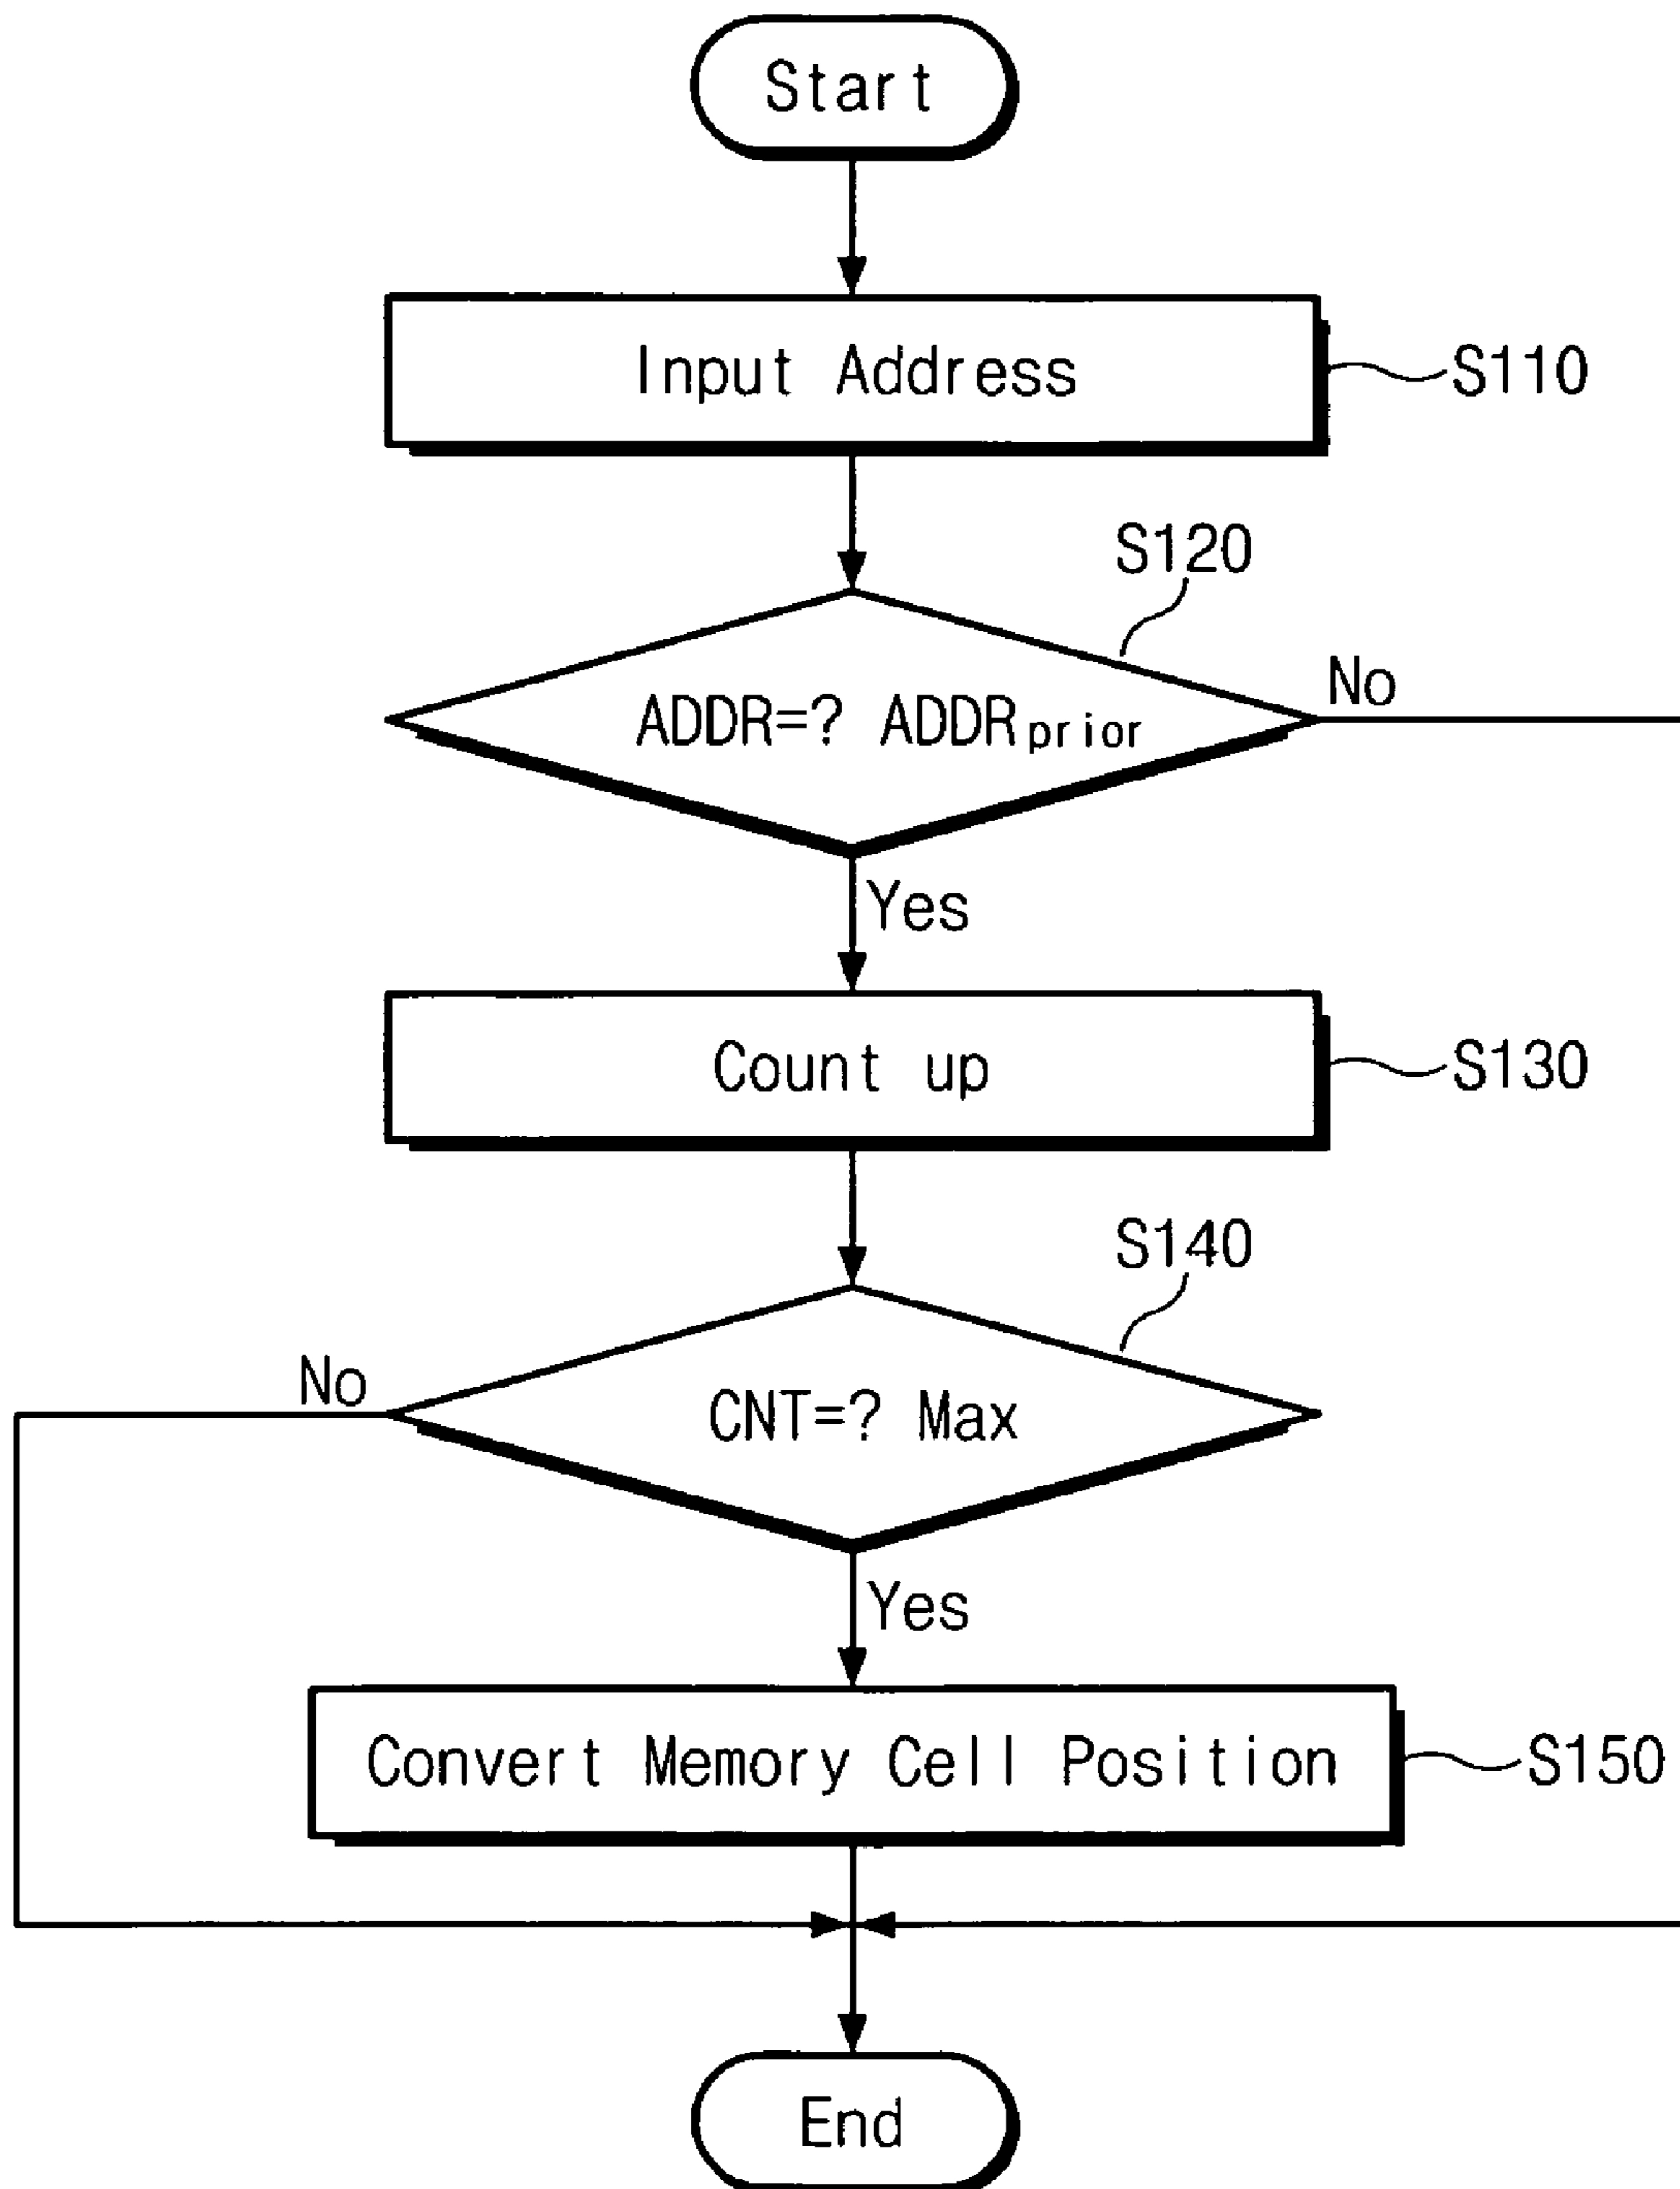 Start
Input Address
S110
S120
ADDR=? ADDRprior
No
Yes
Count up
S130
S140
No
CNT=? Max
Yes
Convert Memory Cell Position
S150
End